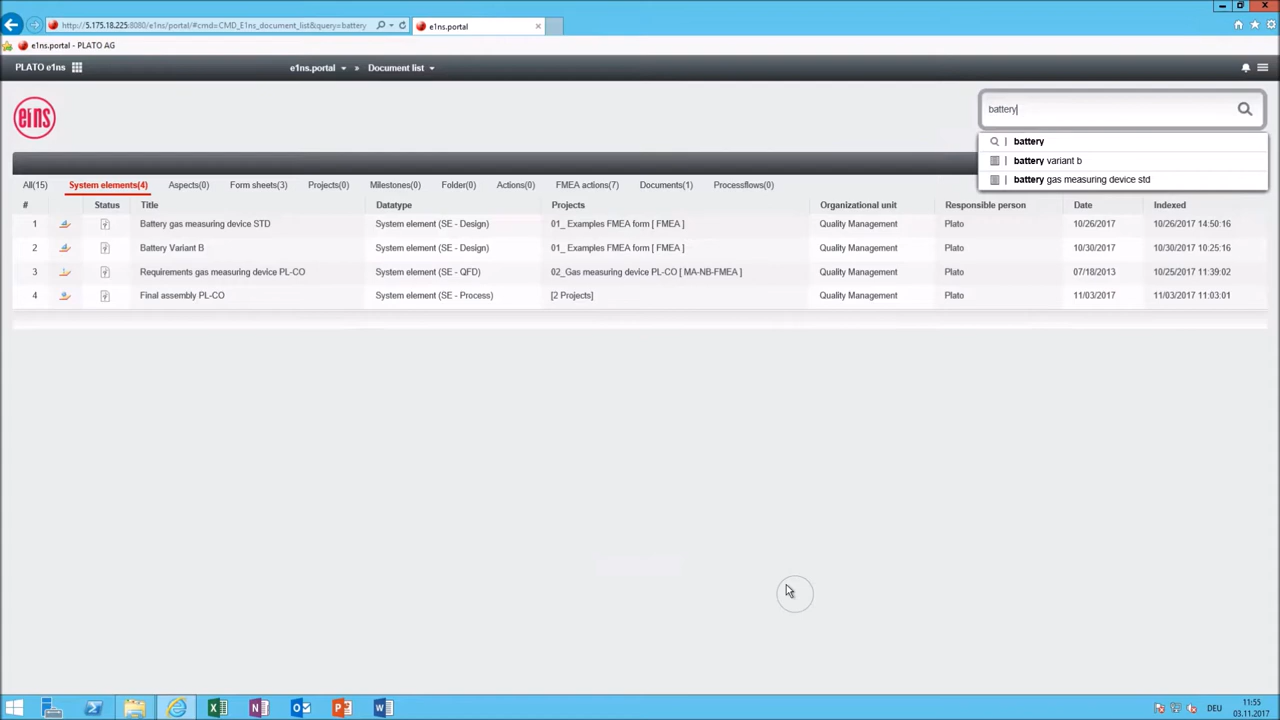 http://5.175.18.225:8080/e1ns/portal/#cmd=CMD_E1ns_document_list&query=battery
e1ns.portal
e1ns.portal - PLATO AG
PLATO e1ns
e1ns.portal » Document list
e1ns
battery
battery
battery variant b
battery gas measuring device std
All(15) System elements(4) Aspects(0) Form sheets(3) Projects(0) Milestones(0) Folder(0) Actions(0) FMEA actions(7) Documents(1) Processflows(0)
# Status Title Datatype Projects Organizational unit Responsible person Date Indexed
1 Battery gas measuring device STD System element (SE - Design) 01_ Examples FMEA form [ FMEA ] Quality Management Plato 10/26/2017 10/26/2017 14:50:16
2 Battery Variant B System element (SE - Design) 01_ Examples FMEA form [ FMEA ] Quality Management Plato 10/30/2017 10/30/2017 10:25:16
3 Requirements gas measuring device PL-CO System element (SE - QFD) 02_Gas measuring device PL-CO [ MA-NB-FMEA ] Quality Management Plato 07/18/2013 10/25/2017 11:39:02
4 Final assembly PL-CO System element (SE - Process) [2 Projects] Quality Management Plato 11/03/2017 11/03/2017 11:03:01
DEU
11:55
03.11.2017